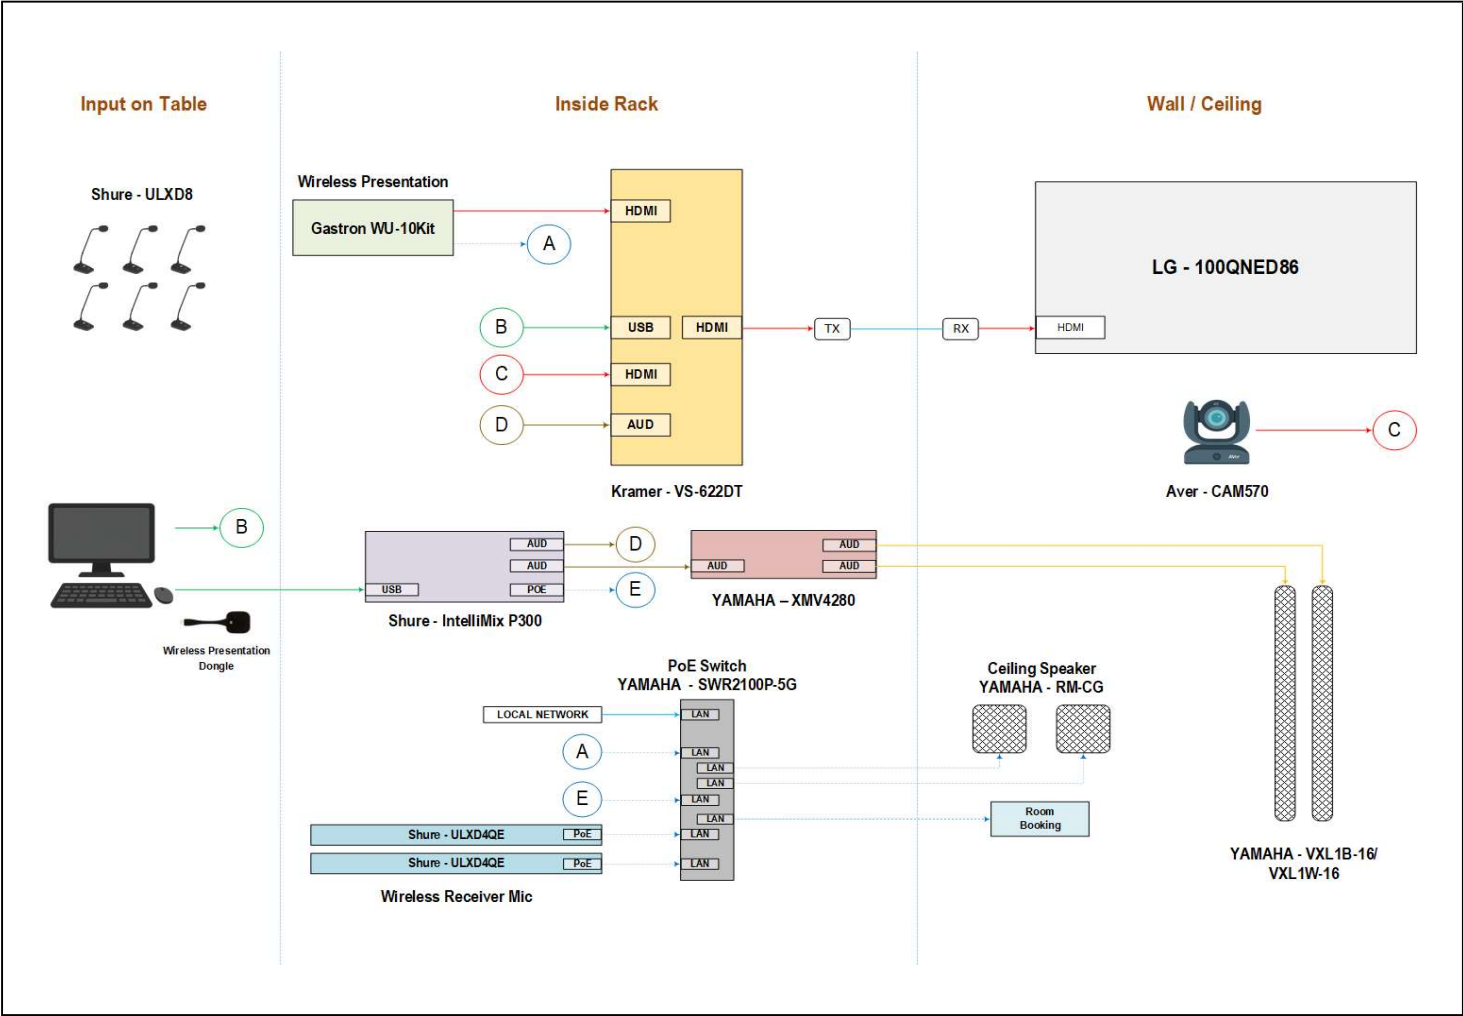 Input on Table
Inside Rack
Wall / Ceiling
Shure - ULXD8
Wireless Presentation
Gastron WU-10Kit
A
HDMI
B
USB
HDMI
C
HDMI
D
AUD
Kramer - VS-622DT
TX
RX
LG - 100QNED86
HDMI
C
Aver - CAM570
B
Wireless Presentation
Dongle
USB
AUD
AUD
POE
Shure - IntelliMix P300
D
E
AUD
AUD
AUD
YAMAHA – XMV4280
PoE Switch
YAMAHA - SWR2100P-5G
LOCAL NETWORK
LAN
A
LAN
LAN
LAN
E
LAN
LAN
Shure - ULXD4QE
PoE
LAN
Shure - ULXD4QE
PoE
LAN
Wireless Receiver Mic
Ceiling Speaker
YAMAHA - RM-CG
Room
Booking
YAMAHA - VXL1B-16/
VXL1W-16